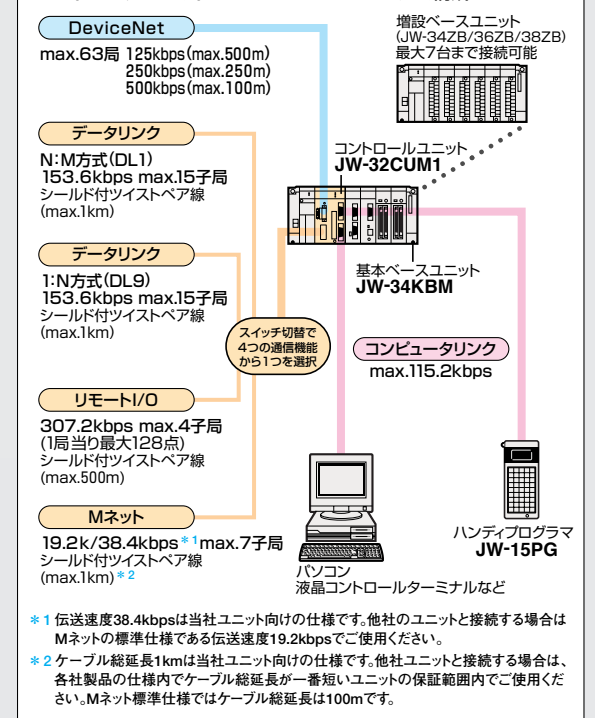 DeviceNet
max.63局 125kbps(max.500m)
250kbps(max.250m)
500kbps(max.100m)
増設ベースユニット
(JW-34ZB/36ZB/38ZB)
最大7台まで接続可能
データリンク
N:M方式(DL1)
153.6kbps max.15子局
シールド付ツイストペア線
(max.1km)
コントロールユニット
JW-32CUM1
データリンク
1:N方式(DL9)
153.6kbps max.15子局
シールド付ツイストペア線
(max.1km)
基本ベースユニット
JW-34KBM
スイッチ切替で
4つの通信機能
から1つを選択
コンピュータリンク
max.115.2kbps
リモートI/O
307.2kbps max.4子局
(1局当り最大128点)
シールド付ツイストペア線
(max.500m)
Mネット
19.2k/38.4kbps*1max.7子局
シールド付ツイストペア線
(max.1km)*2
パソコン
液晶コントロールターミナルなど
ハンディプログラマ
JW-15PG
*1 伝送速度38.4kbpsは当社ユニット向けの仕様です。他社のユニットと接続する場合は
Mネットの標準仕様である伝送速度19.2kbpsでご使用ください。
*2 ケーブル総延長1kmは当社ユニット向けの仕様です。他社ユニットと接続する場合は、
各社製品の仕様内でケーブル総延長が一番短いユニットの保証範囲内でご使用くだ
さい。Mネット標準仕様ではケーブル総延長は100mです。